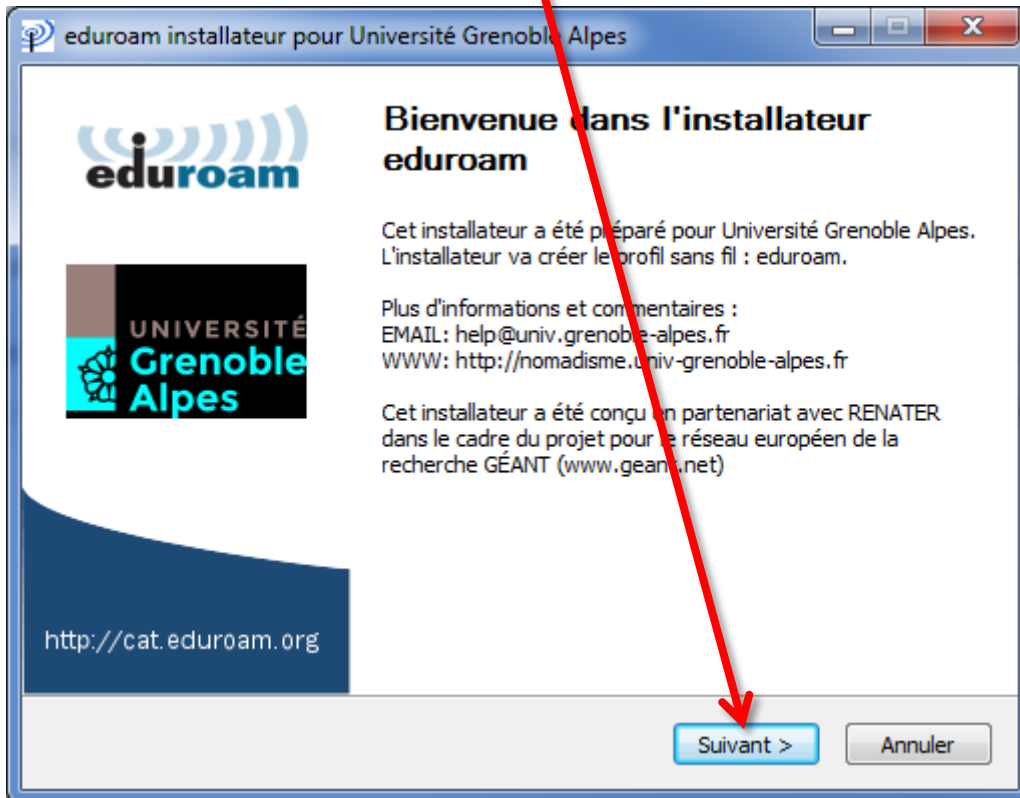 eduroam installateur pour Université Grenoble Alpes
eduroam
Bienvenue dans l'installateur
eduroam
Cet installateur a été préparé pour Université Grenoble Alpes.
L'installateur va créer le profil sans fil : eduroam.
Plus d'informations et commentaires :
EMAIL: help@univ.grenoble-alpes.fr
WWW: http://nomadisme.univ-grenoble-alpes.fr
UNIVERSITÉ
Grenoble
Alpes
Cet installateur a été conçu en partenariat avec RENATER
dans le cadre du projet pour le réseau européen de la
recherche GÉANT (www.geant.net)
http://cat.eduroam.org
Suivant >
Annuler